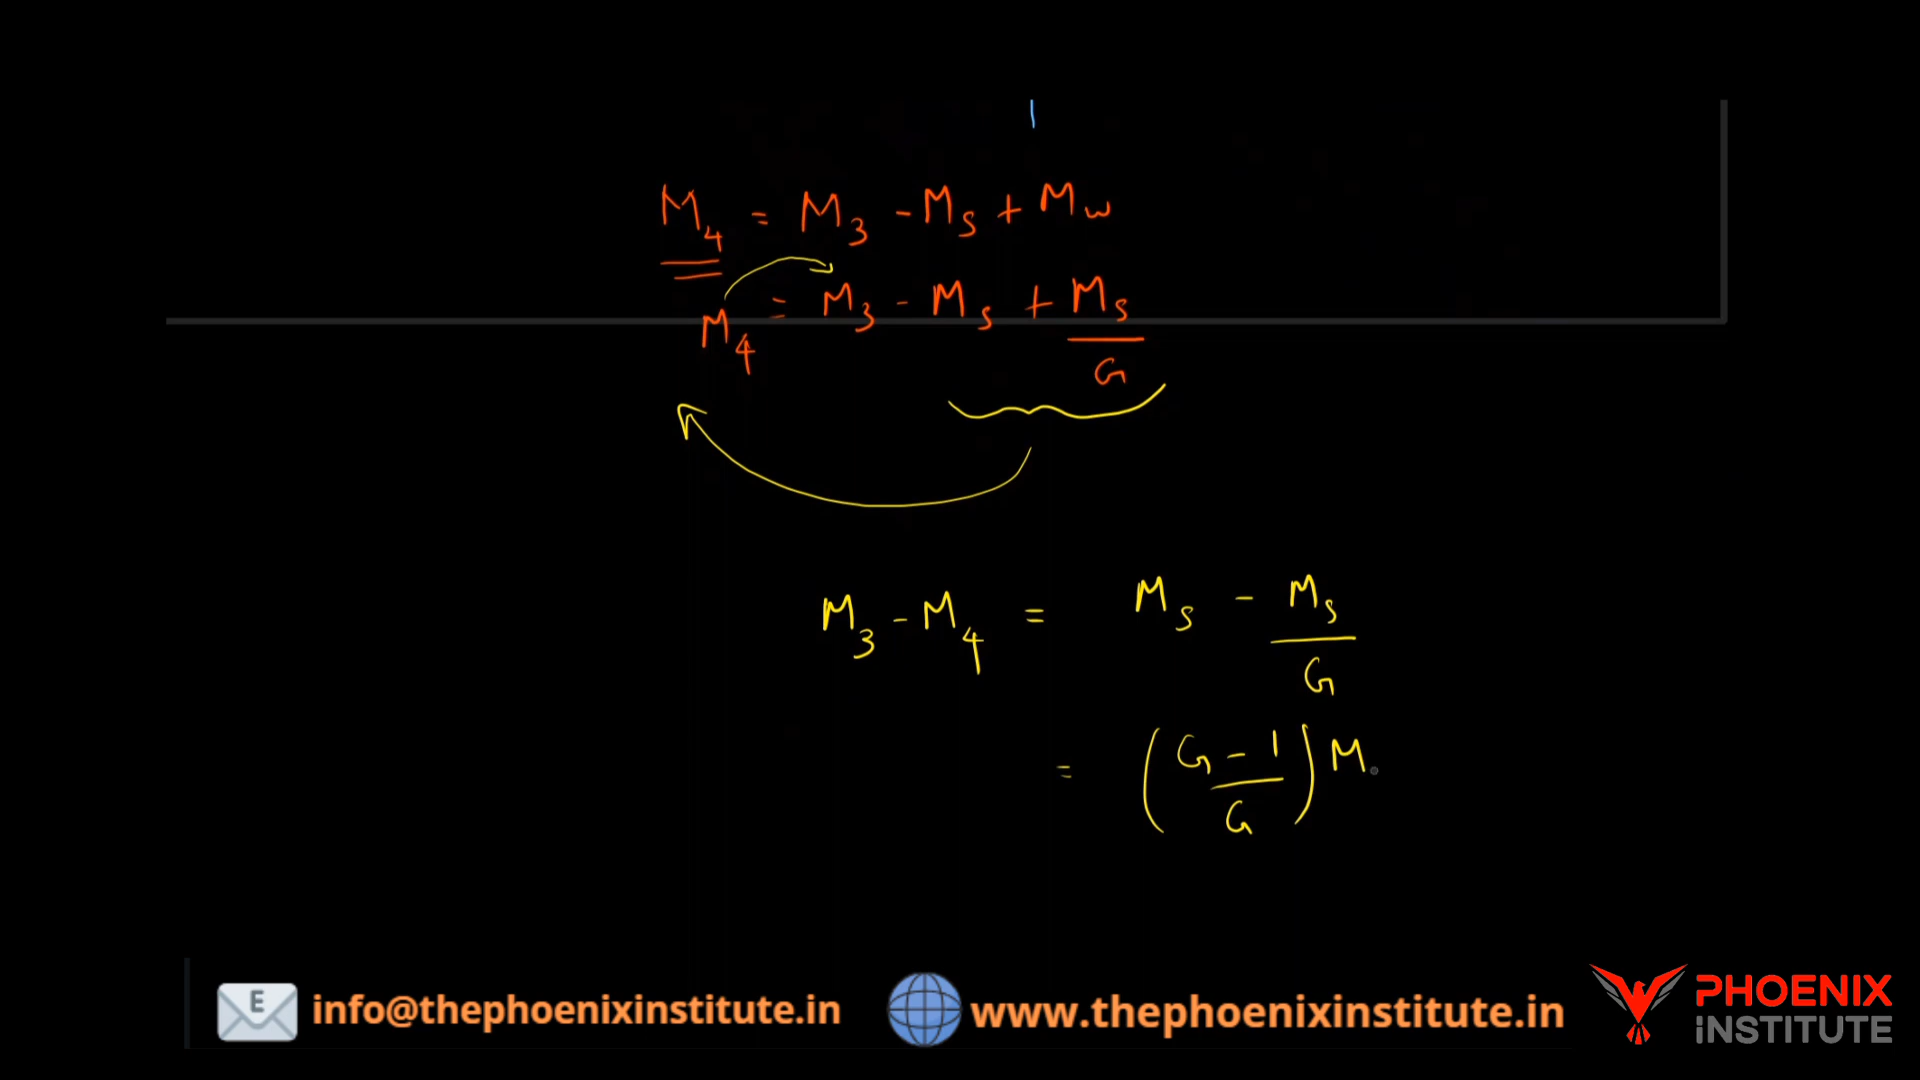 M₄ = M₃ - Mₛ + M_w
M₄ = M₃ - Mₛ + Mₛ/G
M₃ - M₄ = Mₛ - Mₛ/G
= (G - 1 / G) M
E info@thephoenixinstitute.in www.thephoenixinstitute.in PHOENIX
iNSTITUTE